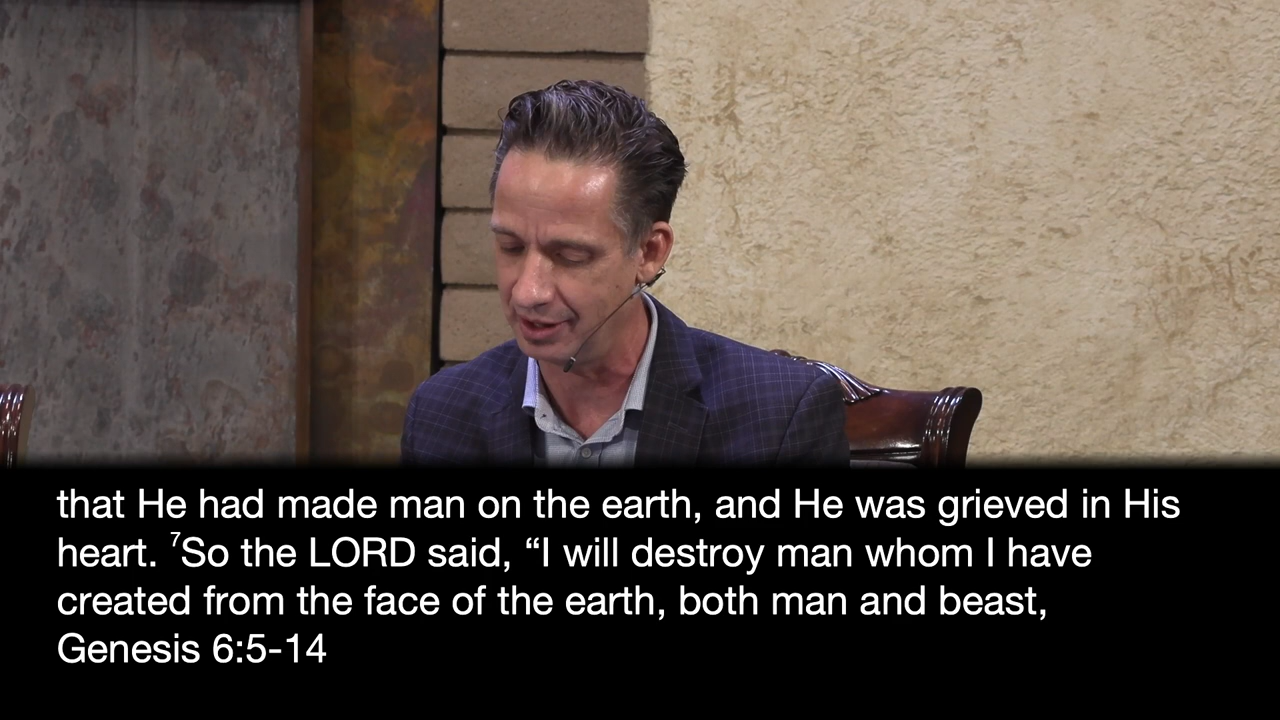 that He had made man on the earth, and He was grieved in His
heart. ⁷So the LORD said, “I will destroy man whom I have
created from the face of the earth, both man and beast,
Genesis 6:5-14